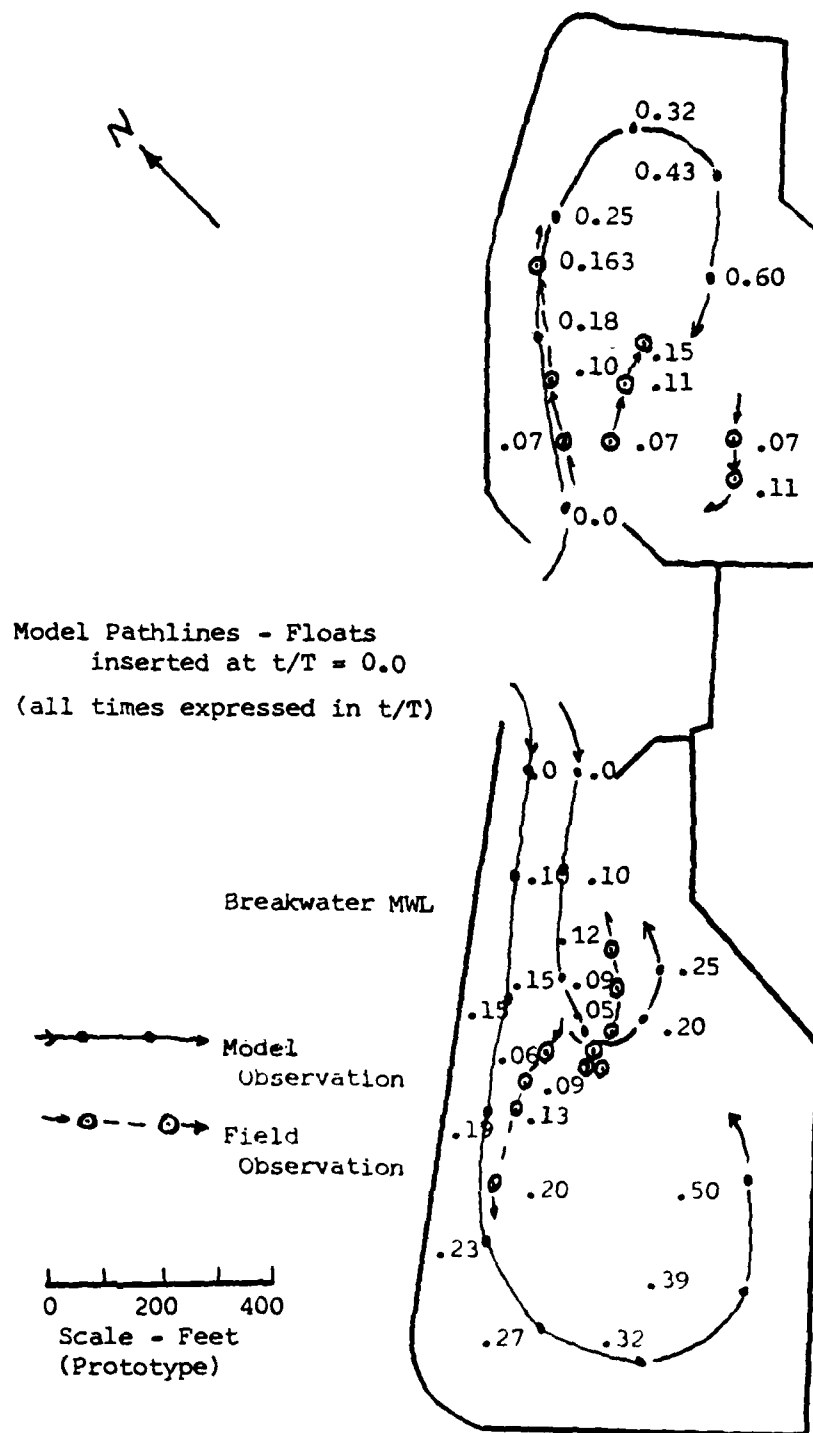 N
0.32
0.43
0.25
0.163
0.60
0.18
.15
.10
.11
.07
.07
.07
.11
0.0
Model Pathlines - Floats
inserted at t/T = 0.0
(all times expressed in t/T)
.0
.0
.10
.10
Breakwater MWL
.12
.25
.15
.09
.15
.05
.20
.06
Model
Observation
.09
.13
.19
Field
Observation
.20
.50
.23
.39
0 200 400
.27
.32
Scale - Feet
(Prototype)